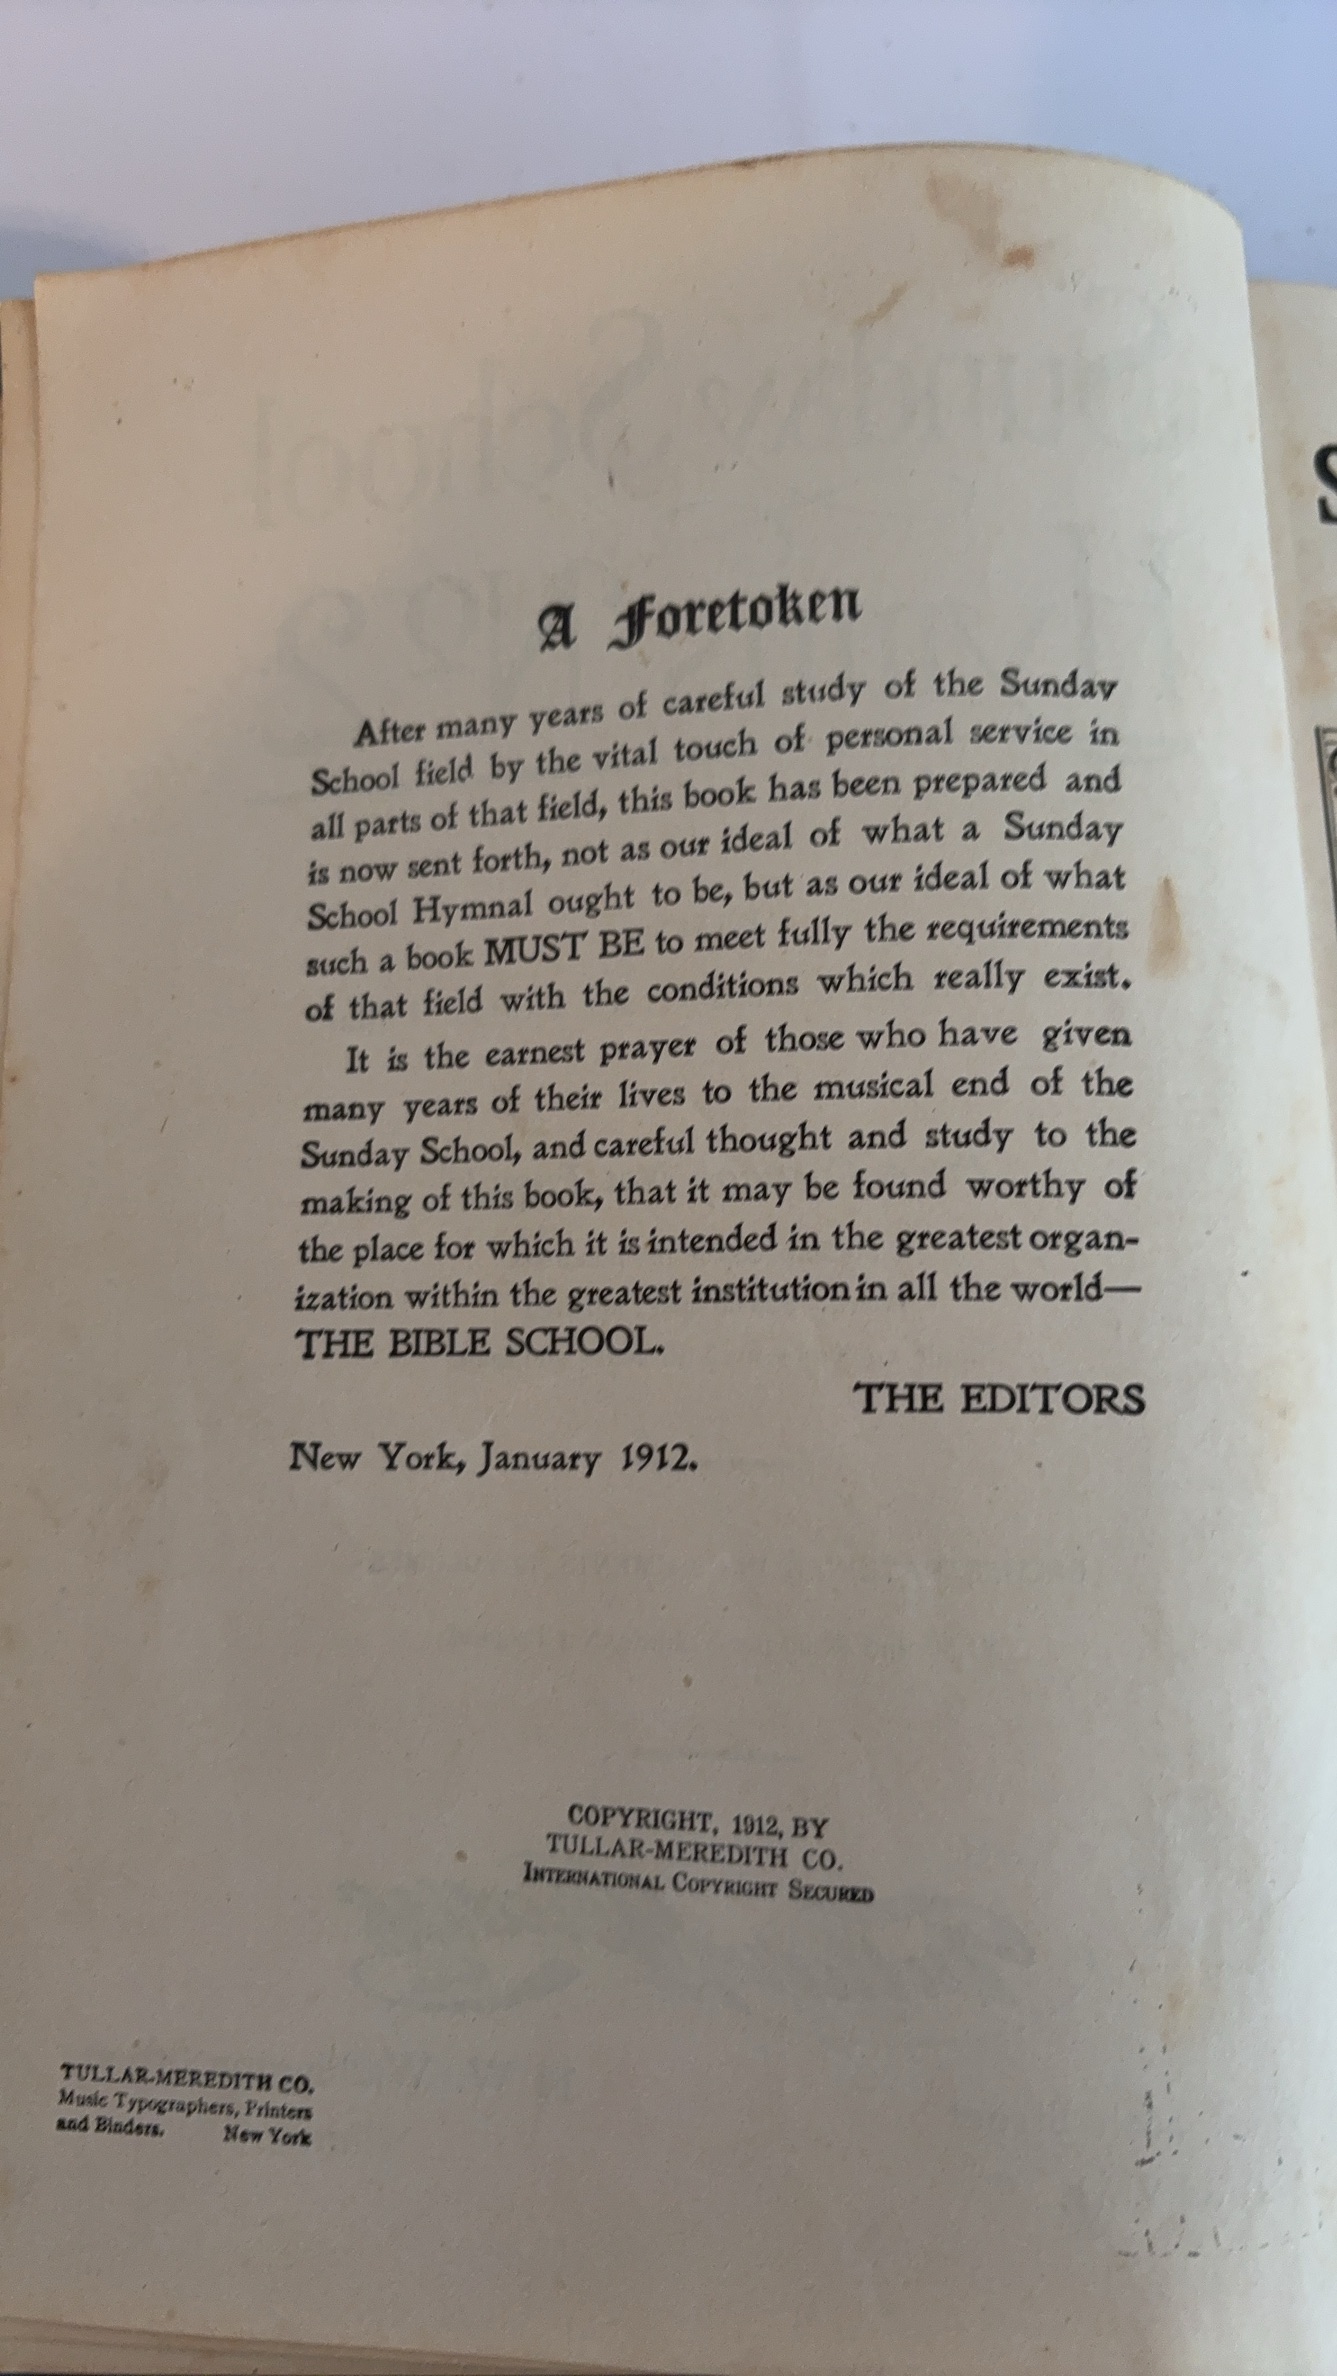 A Foretoken
After many years of careful study of the Sunday
School field by the vital touch of personal service in
all parts of that field, this book has been prepared and
is now sent forth, not as our ideal of what a Sunday
School Hymnal ought to be, but as our ideal of what
such a book MUST BE to meet fully the requirements
of that field with the conditions which really exist.
It is the earnest prayer of those who have given
many years of their lives to the musical end of the
Sunday School, and careful thought and study to the
making of this book, that it may be found worthy of
the place for which it is intended in the greatest organ-
ization within the greatest institution in all the world—
THE BIBLE SCHOOL.
THE EDITORS
New York, January 1912.
COPYRIGHT, 1912, BY
TULLAR-MEREDITH CO.
INTERNATIONAL COPYRIGHT SECURED
TULLAR-MEREDITH CO.
Music Typographers, Printers
and Binders. New York